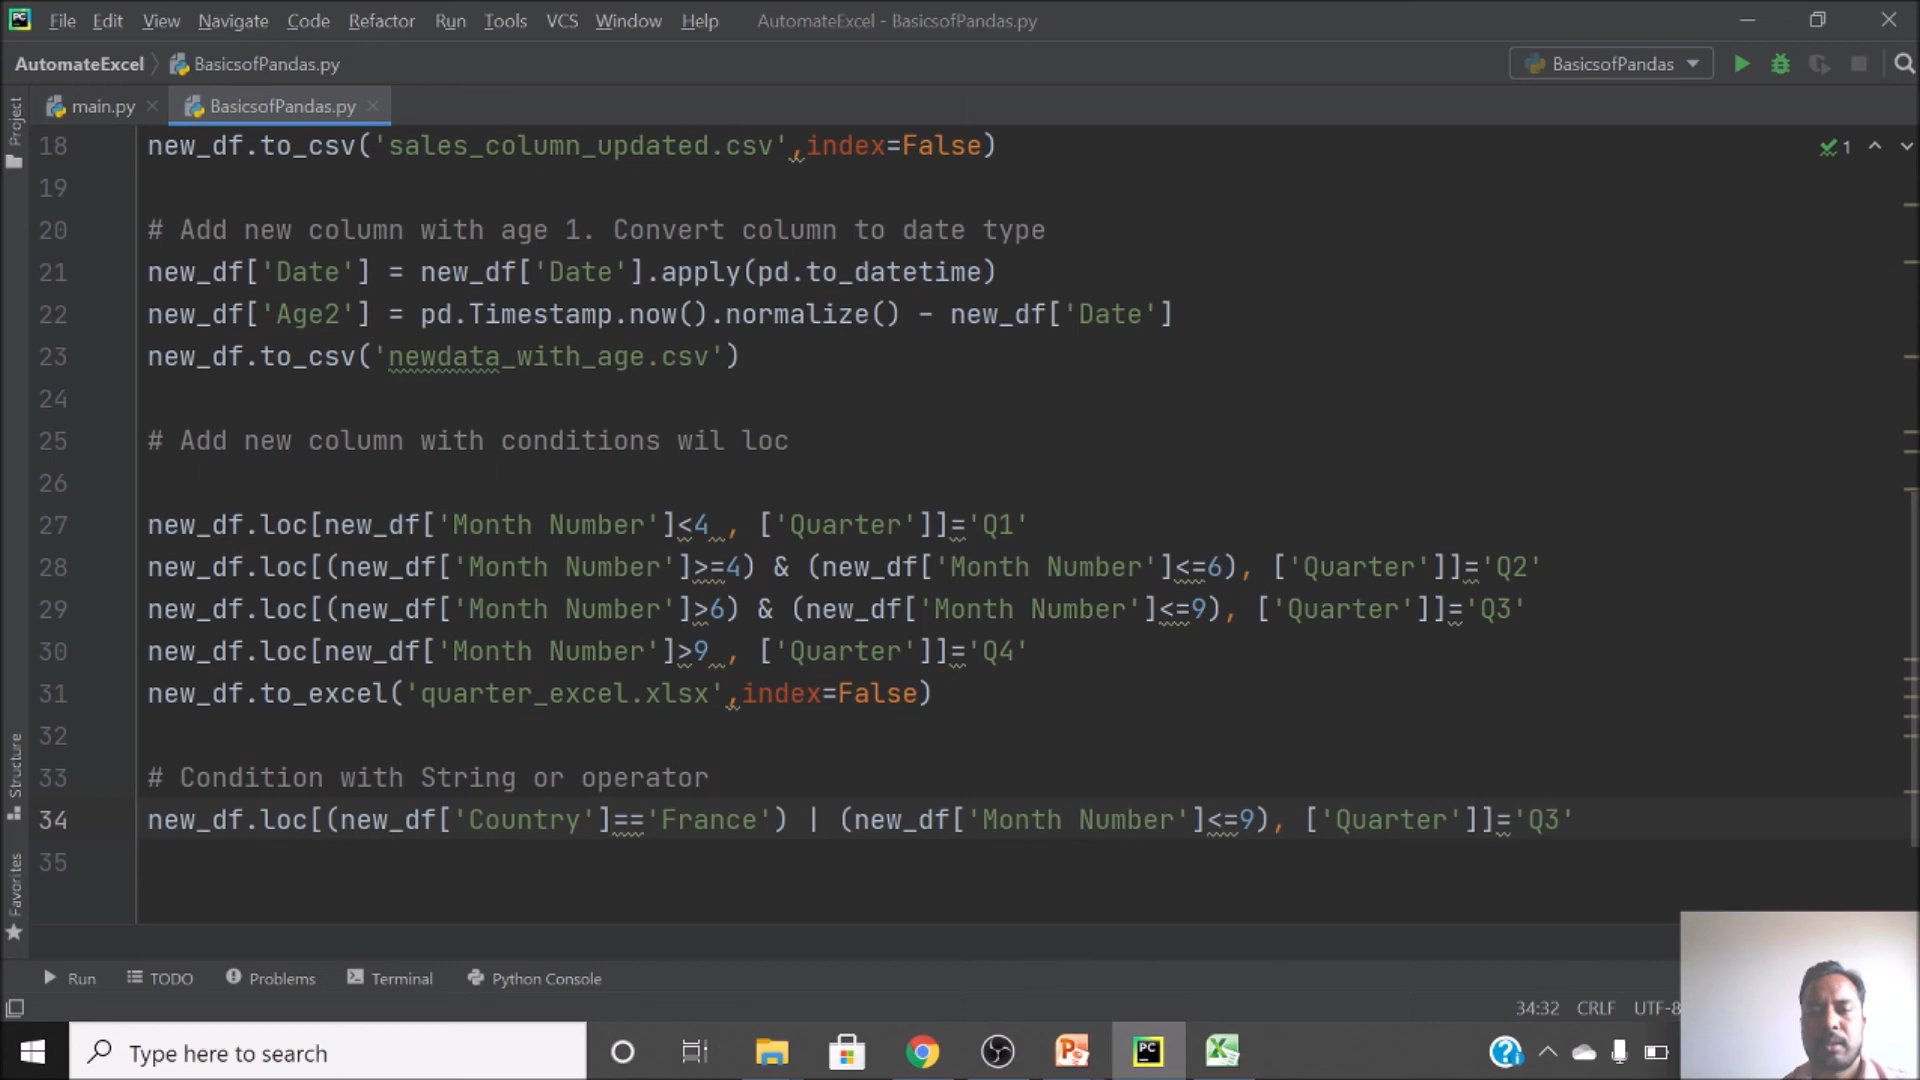 File Edit View Navigate Code Refactor Run Tools VCS Window Help AutomateExcel - BasicsofPandas.py
AutomateExcel BasicsofPandas.py BasicsofPandas
Project
main.py BasicsofPandas.py
18 new_df.to_csv('sales_column_updated.csv',index=False) 1
19
20 # Add new column with age 1. Convert column to date type
21 new_df['Date'] = new_df['Date'].apply(pd.to_datetime)
22 new_df['Age2'] = pd.Timestamp.now().normalize() - new_df['Date']
23 new_df.to_csv('newdata_with_age.csv')
24
25 # Add new column with conditions wil loc
26
27 new_df.loc[new_df['Month Number']<4 , ['Quarter']]='Q1'
28 new_df.loc[(new_df['Month Number']>=4) & (new_df['Month Number']<=6), ['Quarter']]='Q2'
29 new_df.loc[(new_df['Month Number']>6) & (new_df['Month Number']<=9), ['Quarter']]='Q3'
30 new_df.loc[new_df['Month Number']>9 , ['Quarter']]='Q4'
31 new_df.to_excel('quarter_excel.xlsx',index=False)
32
33 # Condition with String or operator
34 new_df.loc[(new_df['Country']=='France') | (new_df['Month Number']<=9), ['Quarter']]='Q3'
35
Structure
Favorites
Run TODO Problems Terminal Python Console
34:32 CRLF UTF-8
Type here to search